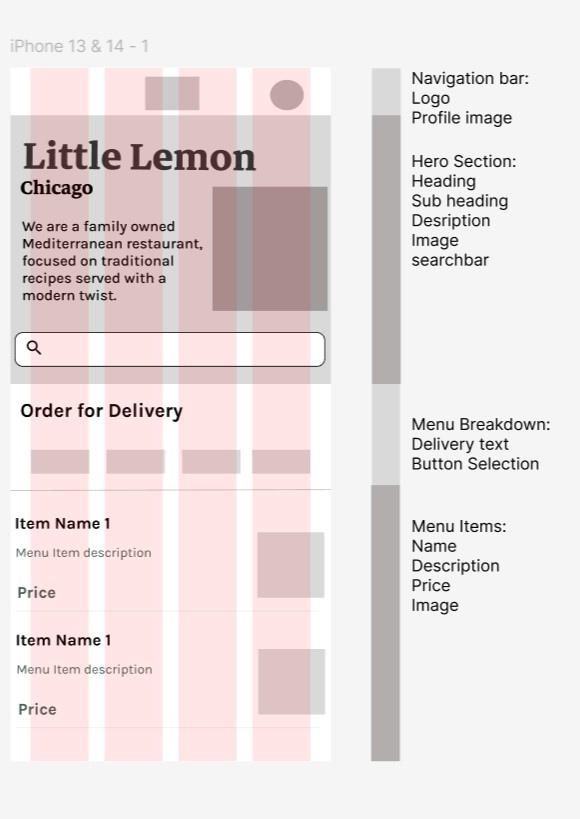 iPhone 13 & 14 - 1
Little Lemon
Chicago
We are a family owned
Mediterranean restaurant,
focused on traditional
recipes served with a
modern twist.
Order for Delivery
Item Name 1
Menu Item description
Price
Item Name 1
Menu Item description
Price
Navigation bar:
Logo
Profile image
Hero Section:
Heading
Sub heading
Desription
Image
searchbar
Menu Breakdown:
Delivery text
Button Selection
Menu Items:
Name
Description
Price
Image